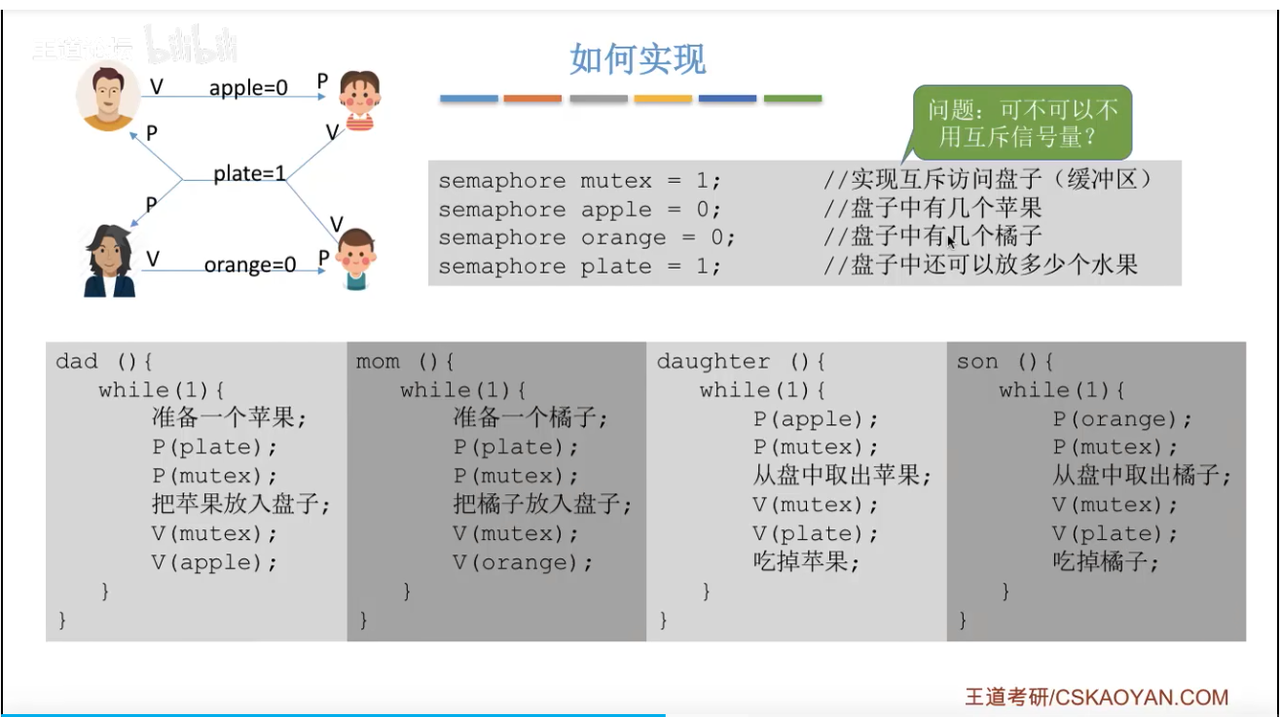 王道论坛 bilibili
如何实现
V apple=0 P
P V
plate=1
P V
V orange=0 P
问题：可不可以不
用互斥信号量？
semaphore mutex = 1; //实现互斥访问盘子（缓冲区）
semaphore apple = 0; //盘子中有几个苹果
semaphore orange = 0; //盘子中有几个橘子
semaphore plate = 1; //盘子中还可以放多少个水果
dad (){
while(1){
准备一个苹果;
P(plate);
P(mutex);
把苹果放入盘子;
V(mutex);
V(apple);
}
}
mom (){
while(1){
准备一个橘子;
P(plate);
P(mutex);
把橘子放入盘子;
V(mutex);
V(orange);
}
}
daughter (){
while(1){
P(apple);
P(mutex);
从盘中取出苹果;
V(mutex);
V(plate);
吃掉苹果;
}
}
son (){
while(1){
P(orange);
P(mutex);
从盘中取出橘子;
V(mutex);
V(plate);
吃掉橘子;
}
}
王道考研/CSKAOYAN.COM